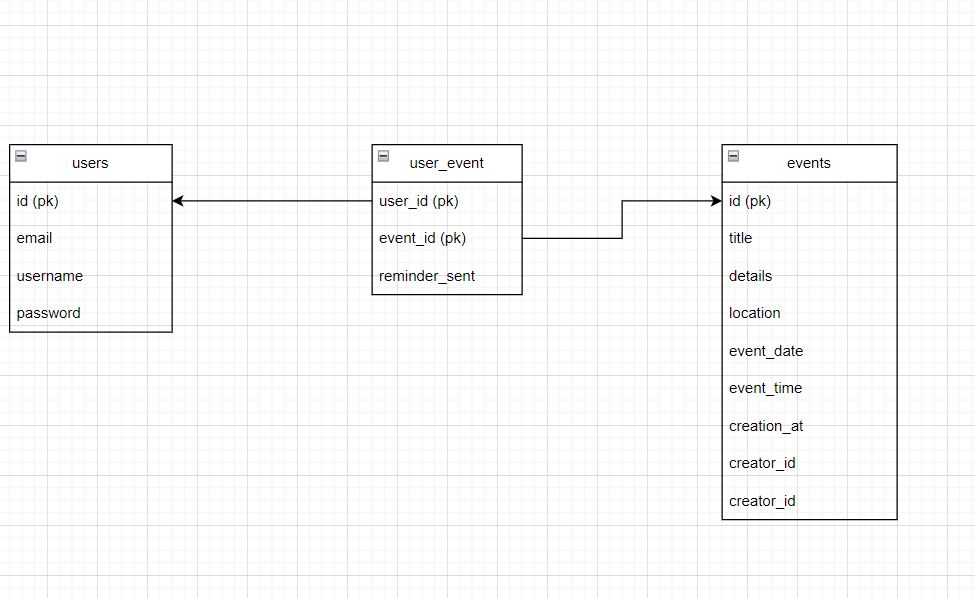 users
id (pk)
email
username
password
user_event
user_id (pk)
event_id (pk)
reminder_sent
events
id (pk)
title
details
location
event_date
event_time
creation_at
creator_id
creator_id